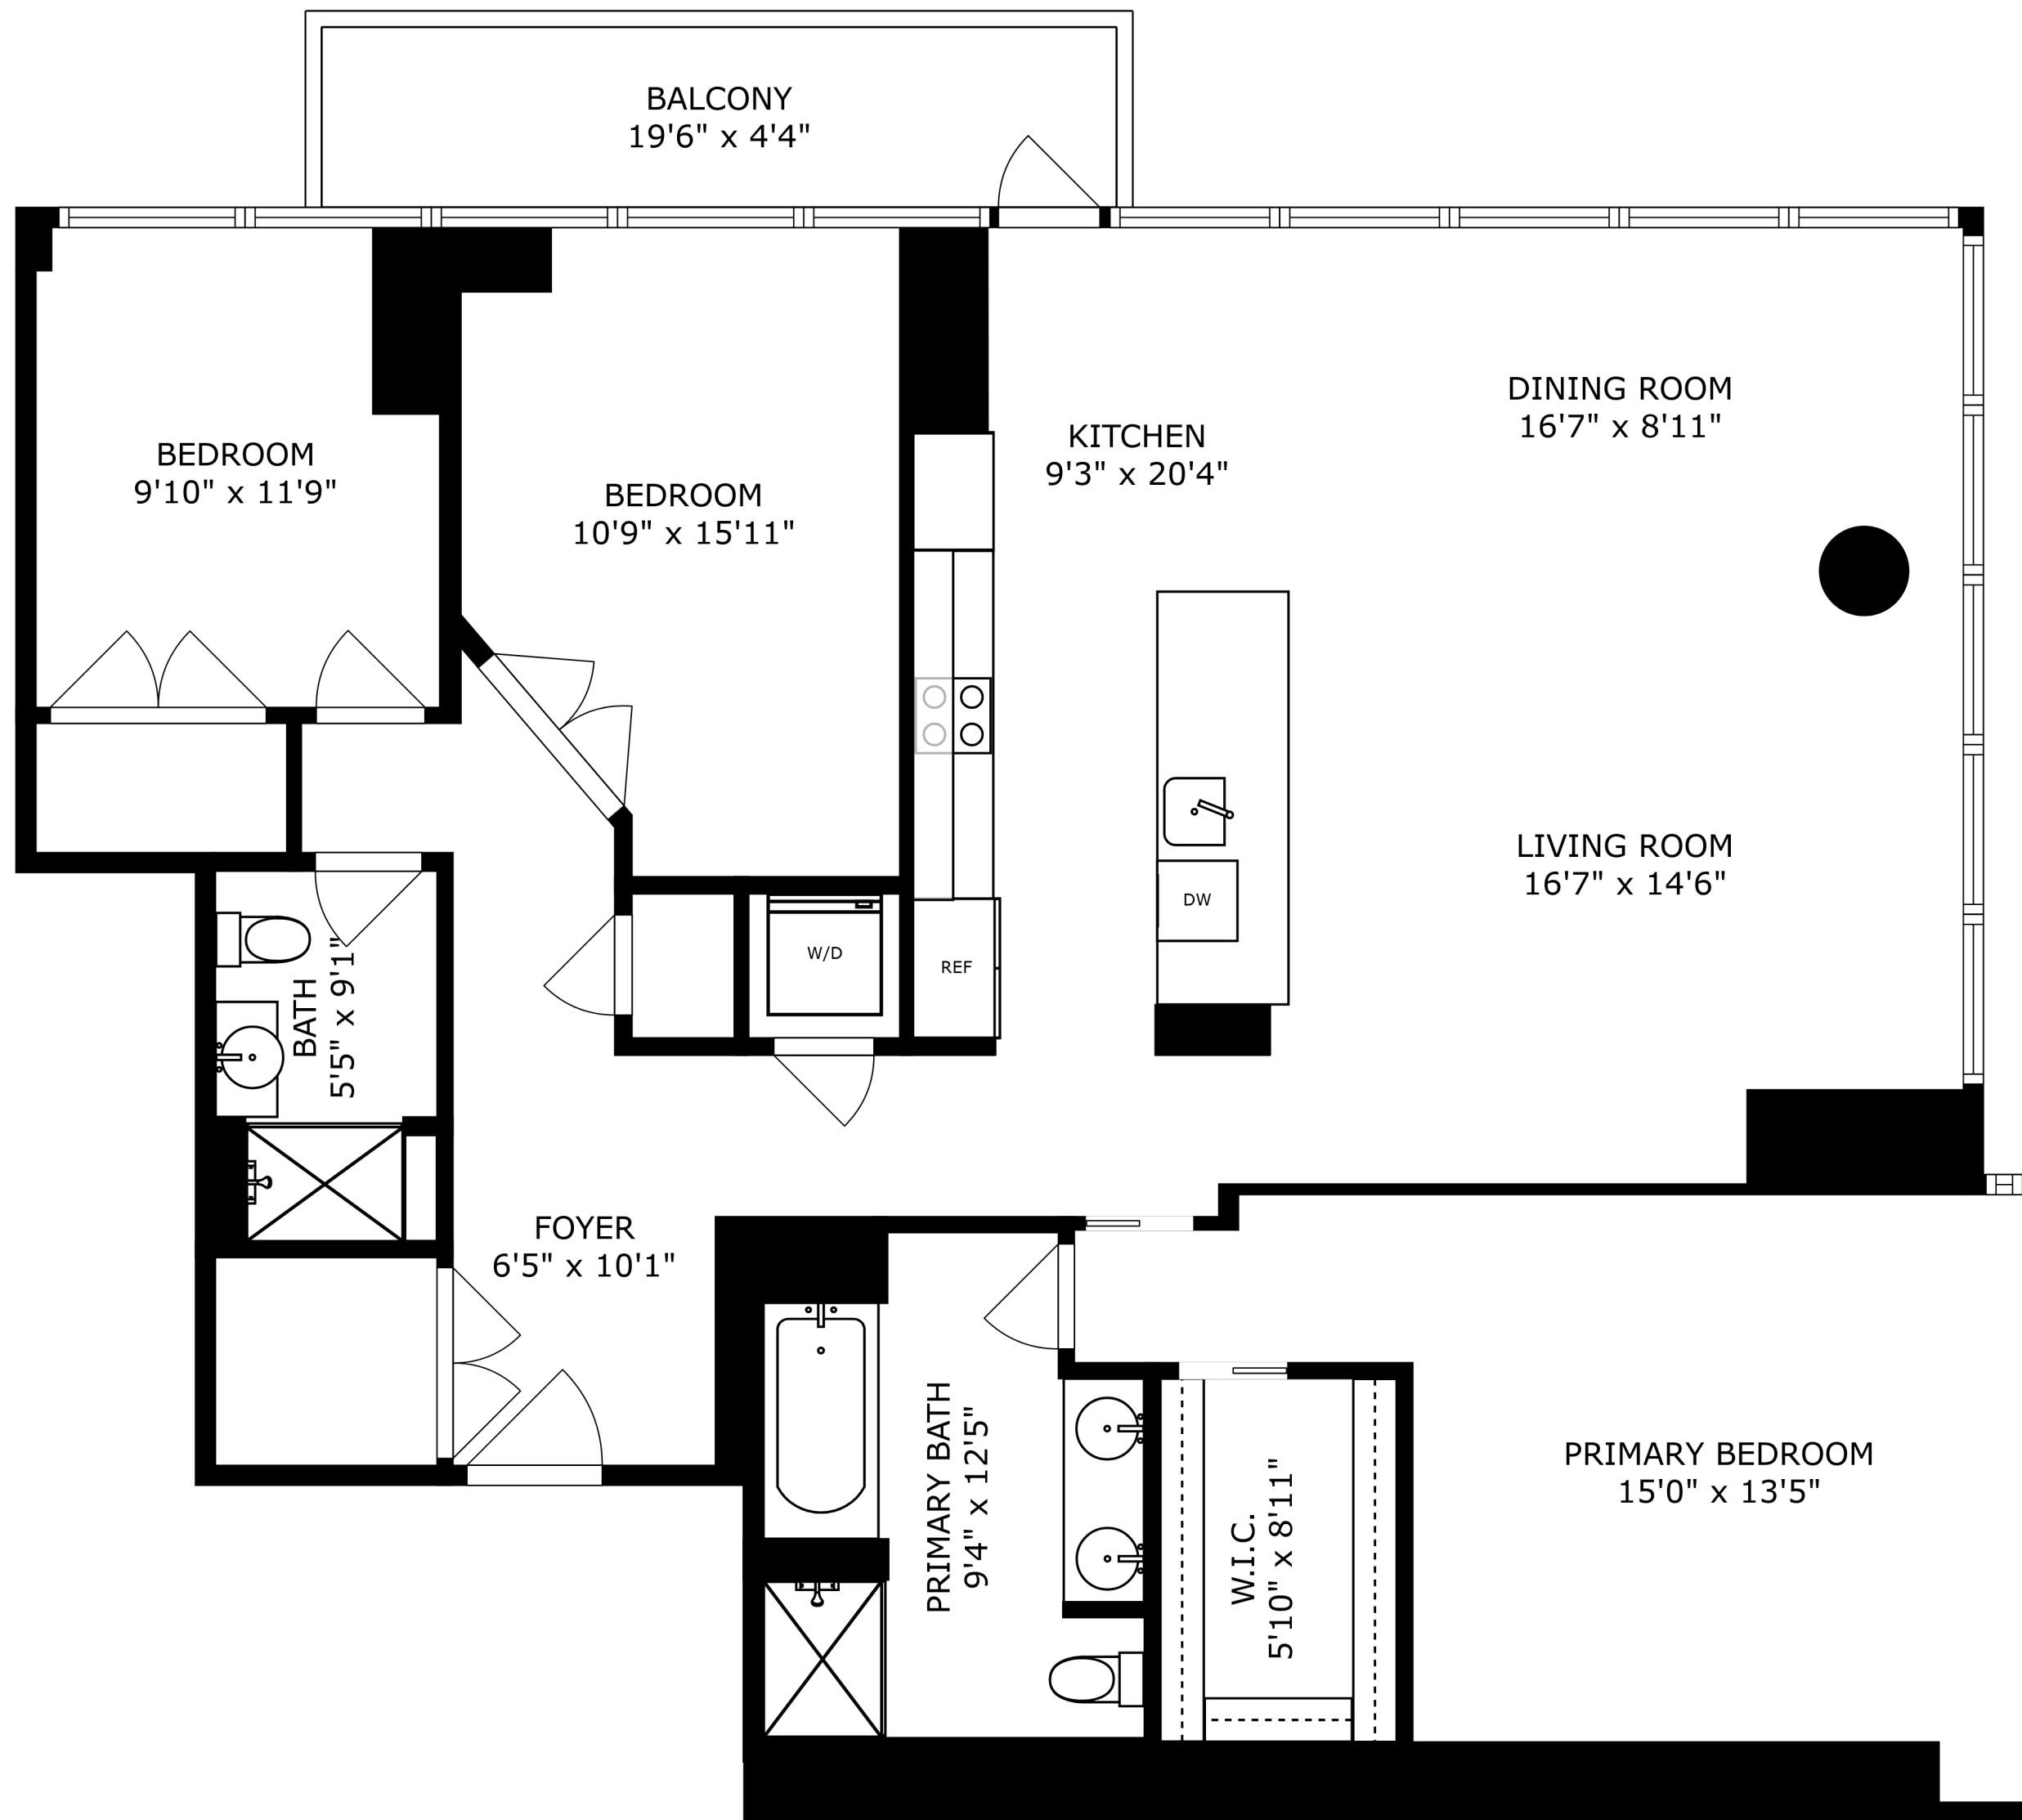 BALCONY
19'6" x 4'4"
DINING ROOM
16'7" x 8'11"
KITCHEN
9'3" x 20'4"
BEDROOM
9'10" x 11'9"
BEDROOM
10'9" x 15'11"
LIVING ROOM
16'7" x 14'6"
DW
W/D
REF
BATH
5'5" x 9'1"
FOYER
6'5" x 10'1"
PRIMARY BATH
9'4" x 12'5"
W.I.C.
5'10" x 8'11"
PRIMARY BEDROOM
15'0" x 13'5"